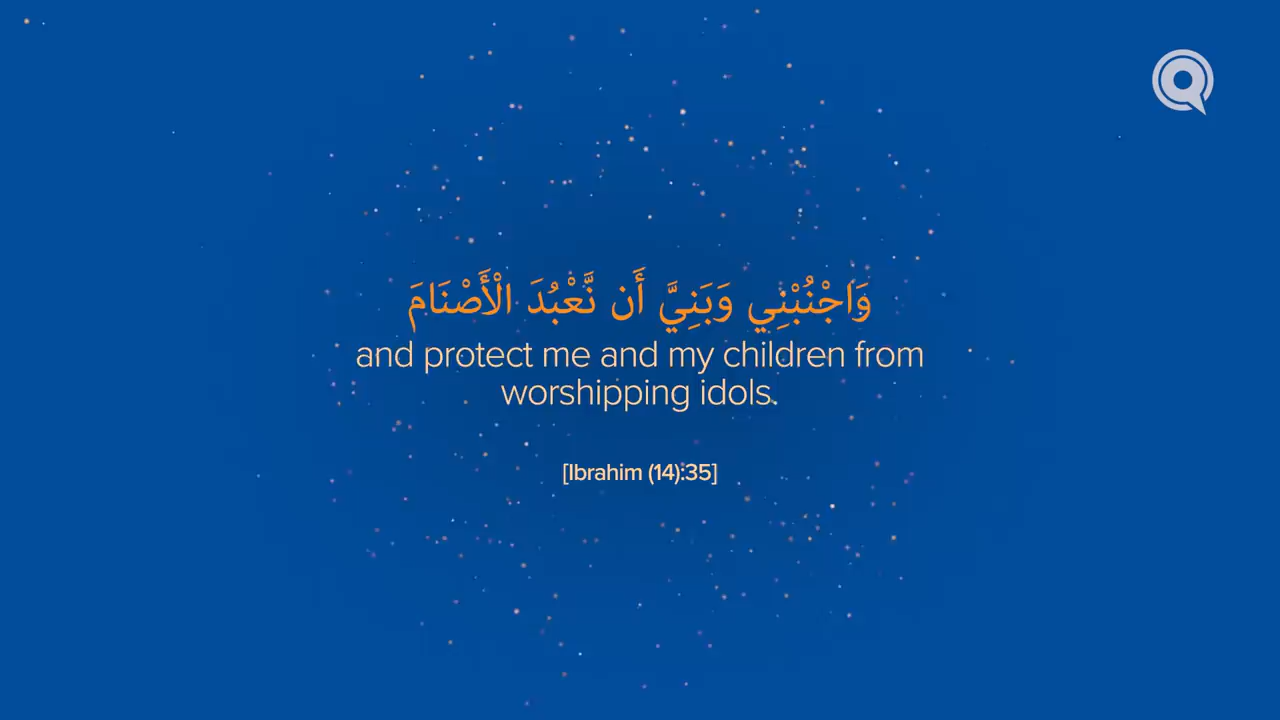 وَاجْنُبْنِي وَبَنِيَّ أَن نَّعْبُدَ الْأَصْنَامَ
and protect me and my children from
worshipping idols.
[Ibrahim (14):35]